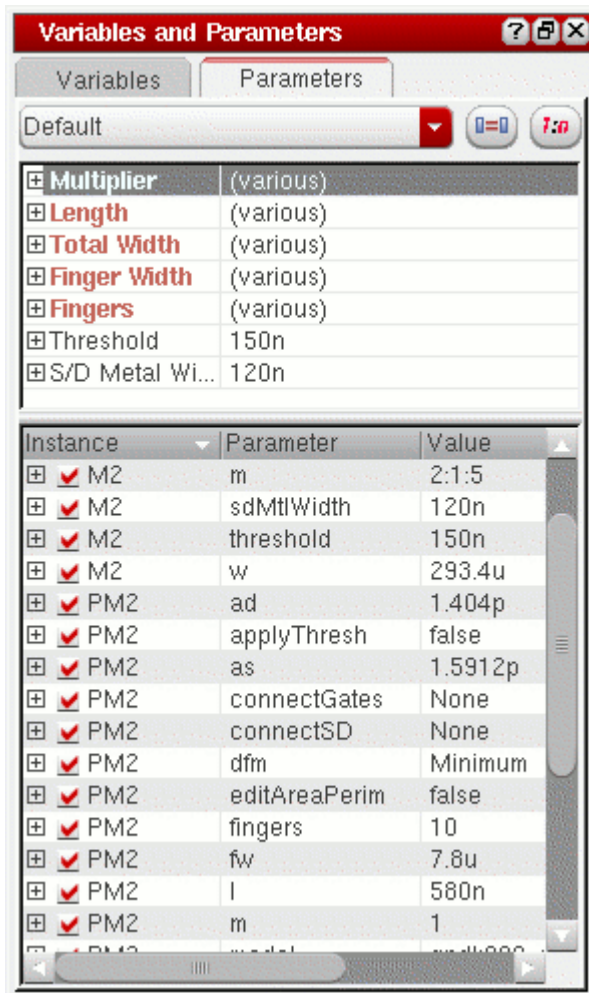 Variables and Parameters
Variables Parameters
Default 1:n
Multiplier (various)
Length (various)
Total Width (various)
Finger Width (various)
Fingers (various)
Threshold 150n
S/D Metal Wi... 120n
Instance Parameter Value
M2 m 2:1:5
M2 sdMtlWidth 120n
M2 threshold 150n
M2 w 293.4u
PM2 ad 1.404p
PM2 applyThresh false
PM2 as 1.5912p
PM2 connectGates None
PM2 connectSD None
PM2 dfm Minimum
PM2 editAreaPerim false
PM2 fingers 10
PM2 fw 7.8u
PM2 l 580n
PM2 m 1